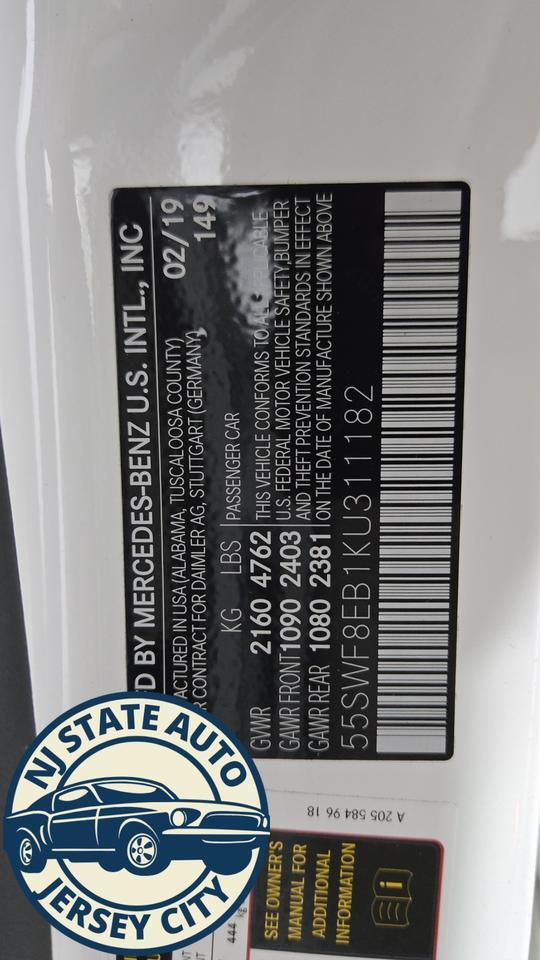 D BY MERCEDES-BENZ U.S. INTL., INC
FACTURED IN USA (ALABAMA, TUSCALOOSA COUNTY) 02/19
R CONTRACT FOR DAIMLER AG, STUTTGART (GERMANY) 149
KG LBS PASSENGER CAR
GVWR 2160 4762 THIS VEHICLE CONFORMS TO ALL APPLICABLE
GAWR FRONT 1090 2403 U.S. FEDERAL MOTOR VEHICLE SAFETY,BUMPER
GAWR REAR 1080 2381 AND THEFT PREVENTION STANDARDS IN EFFECT
ON THE DATE OF MANUFACTURE SHOWN ABOVE
55SWF8EB1KU311182
A 205 584 96 18
SEE OWNER'S
MANUAL FOR
ADDITIONAL
INFORMATION
i
444 kg
NJ STATE AUTO
JERSEY CITY